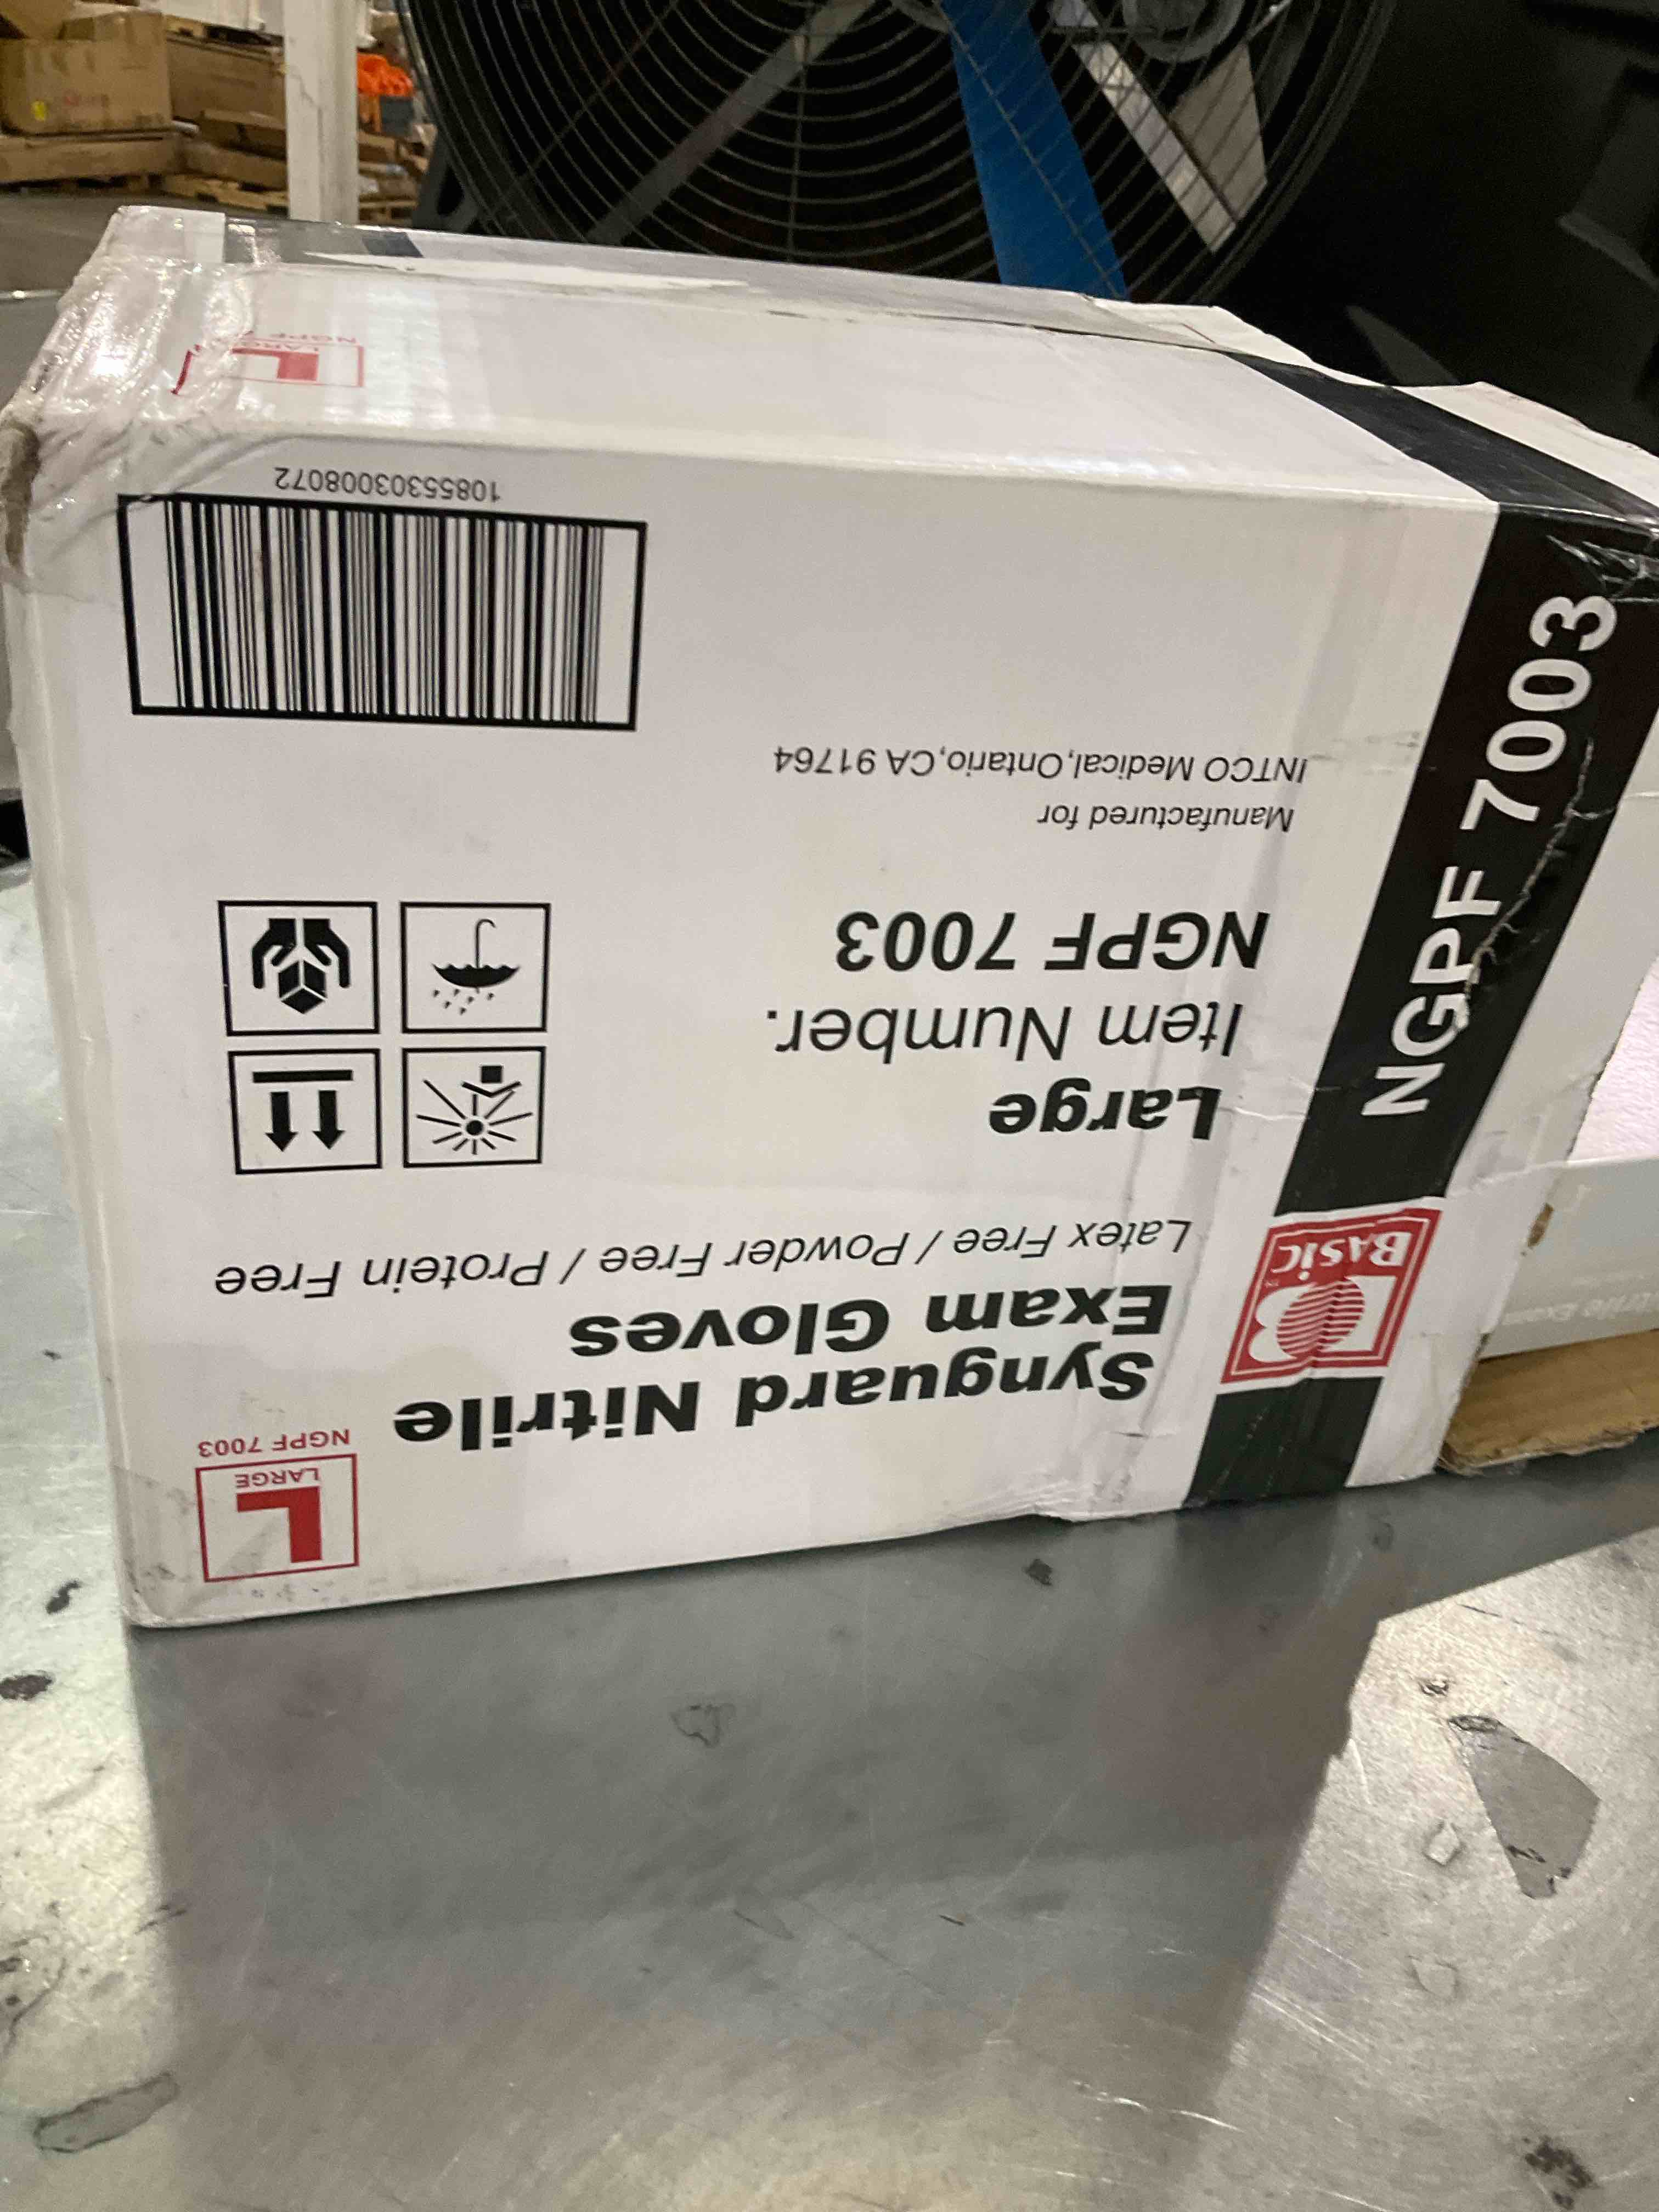 L
LARGE
NGPF 7003
Synguard Nitrile
Exam Gloves
Latex Free / Powder Free / Protein Free
Large
Item Number.
NGPF 7003
Manufactured for
INTCO Medical,Ontario,CA 91764
10855303008072
BASIC
NGPF 7003
L
LARGE
NGPF